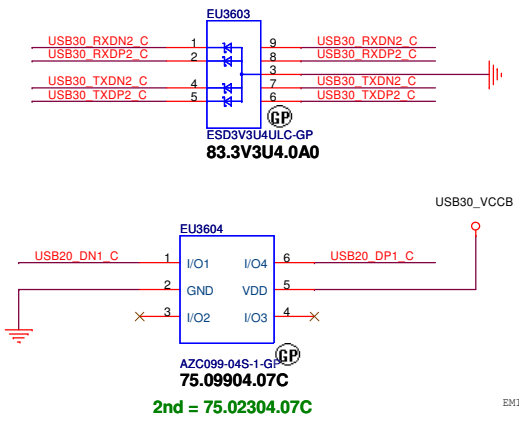 EU3603
USB30_RXDN2_C 1 9 USB30_RXDN2_C
USB30_RXDP2_C 2 8 USB30_RXDP2_C
3
USB30_TXDN2_C 4 7 USB30_TXDN2_C
USB30_TXDP2_C 5 6 USB30_TXDP2_C
GP
ESD3V3U4ULC-GP
83.3V3U4.0A0
USB30_VCCB
EU3604
USB20_DN1_C 1 I/O1 I/O4 6 USB20_DP1_C
2 GND VDD 5
3 I/O2 I/O3 4
GP
AZC099-04S-1-GP
75.09904.07C
2nd = 75.02304.07C
EMI